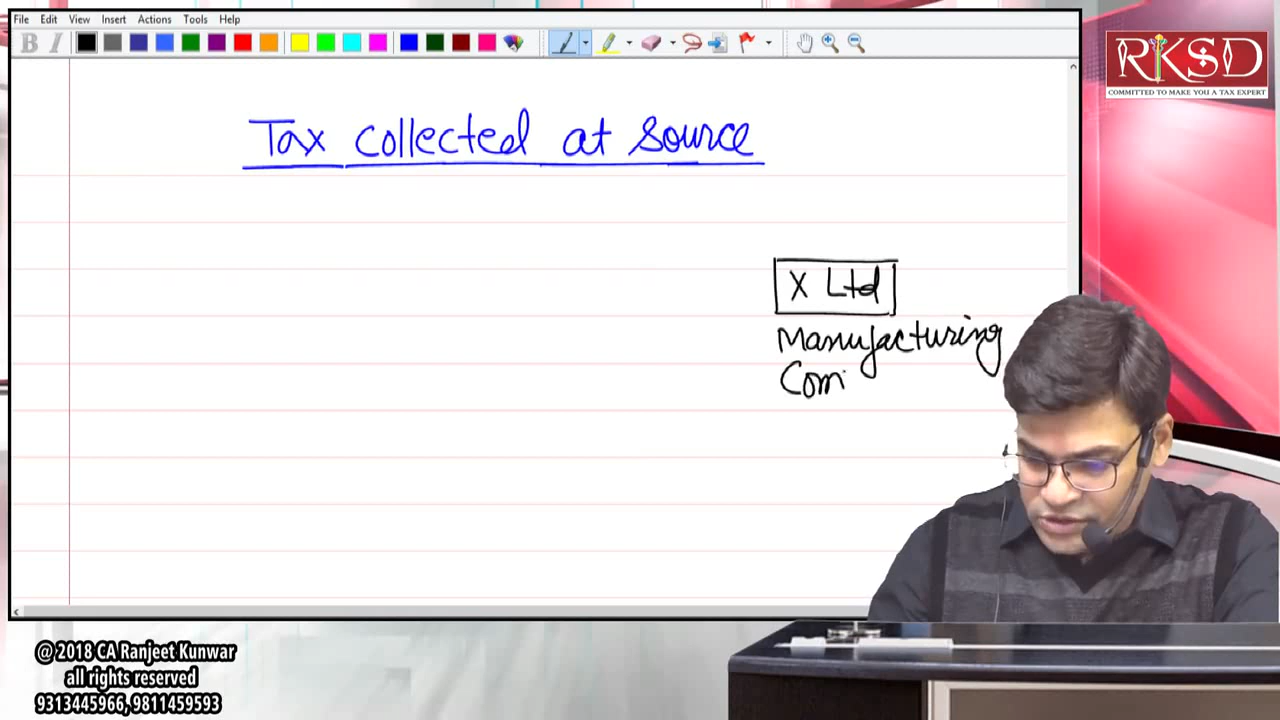 File Edit View Insert Actions Tools Help
B I
RKSD
COMMITTED TO MAKE YOU A TAX EXPERT
Tax collected at source
X Ltd
Manufacturing
Com
@ 2018 CA Ranjeet Kunwar
all rights reserved
9313445966, 9811459593